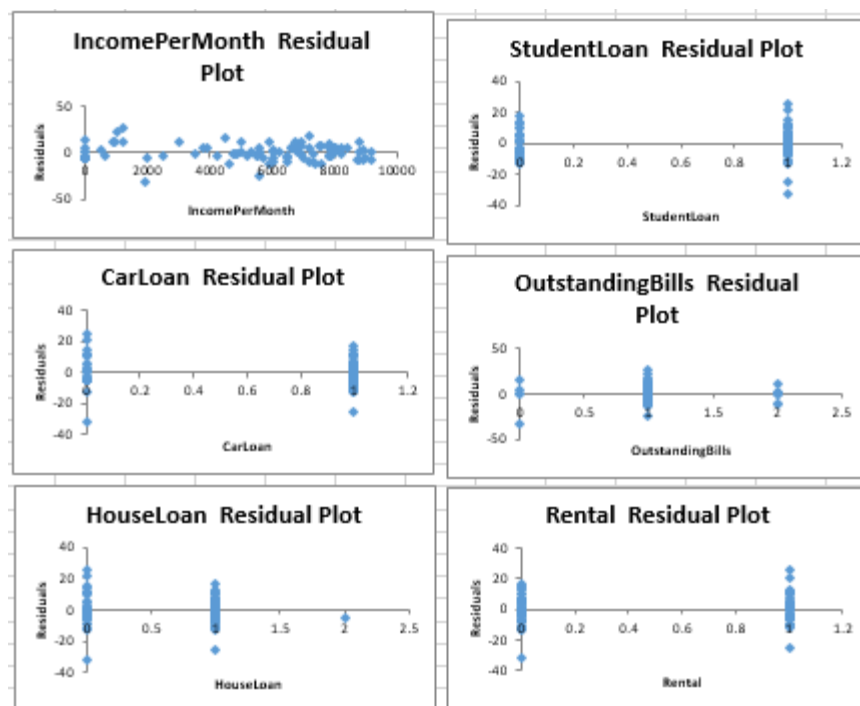 IncomePerMonth Residual
Plot
50
0
-50
0 2000 4000 6000 8000 10000
Residuals
IncomePerMonth
StudentLoan Residual Plot
40
20
0
-20
-40
0 0.2 0.4 0.6 0.8 1 1.2
Residuals
StudentLoan
CarLoan Residual Plot
40
20
0
-20
-40
0 0.2 0.4 0.6 0.8 1 1.2
Residuals
CarLoan
OutstandingBills Residual
Plot
50
0
-50
0 0.5 1 1.5 2 2.5
Residuals
OutstandingBills
HouseLoan Residual Plot
40
20
0
-20
-40
0 0.5 1 1.5 2 2.5
Residuals
HouseLoan
Rental Residual Plot
40
20
0
-20
-40
0 0.2 0.4 0.6 0.8 1 1.2
Residuals
Rental